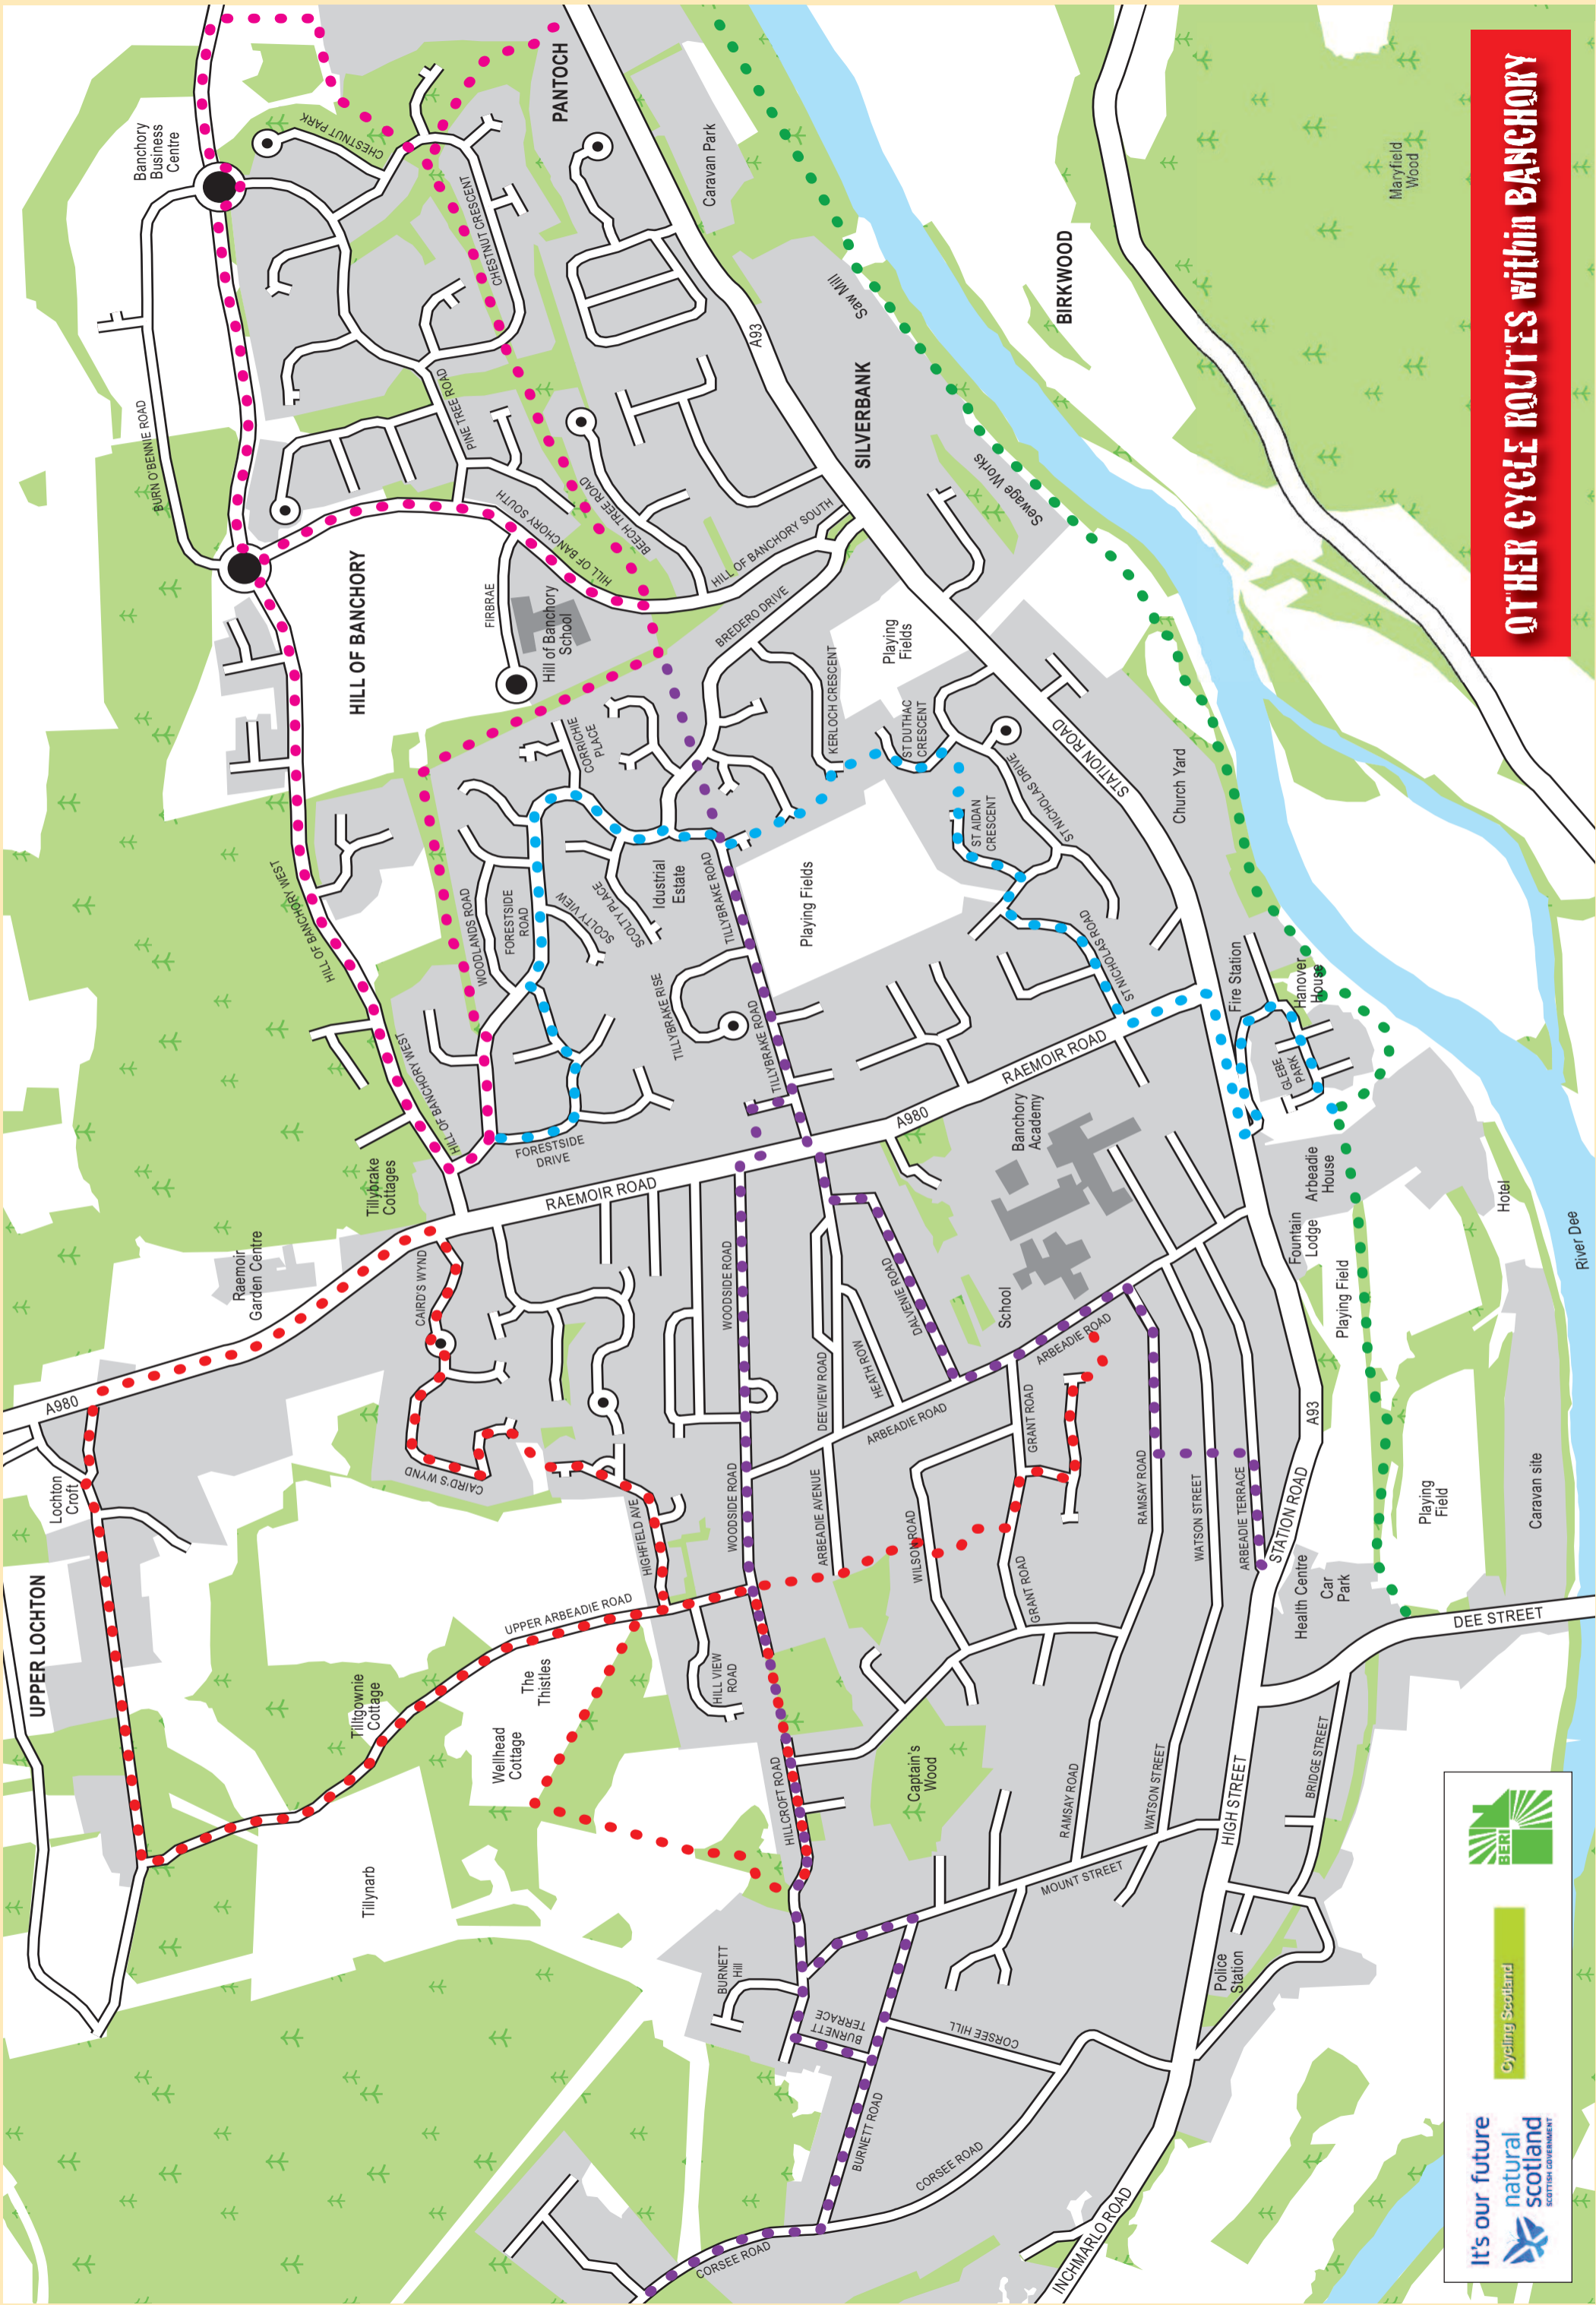 OTHER CYCLE ROUTES within BANCHORY
UPPER LOCHTON
Lochton
Croft
A980
Raemoir
Garden Centre
Tillybrake
Cottages
HILL OF BANCHORY WEST
HILL OF BANCHORY WEST
HILL OF BANCHORY
BURN O'BENNIE ROAD
Banchory
Business
Centre
CHESTNUT PARK
CHESTNUT CRESCENT
PINE TREE ROAD
PANTOCH
Caravan Park
A93
Saw Mill
SILVERBANK
Sewage Works
BIRKWOOD
Maryfield
Wood
HILL OF BANCHORY SOUTH
BEECH TREE ROAD
HILL OF BANCHORY SOUTH
FIRBRAE
Hill of Banchory
School
BREDERO DRIVE
KERLOCH CRESCENT
Playing
Fields
CORRICHIE
PLACE
ST DUTHAC
CRESCENT
ST NICHOLAS DRIVE
ST AIDAN
CRESCENT
STATION ROAD
Church Yard
WOODLANDS ROAD
FORESTSIDE
ROAD
SCOLTY VIEW
SCOLTY PLACE
Idustrial
Estate
TILLYBRAKE ROAD
Playing Fields
TILLYBRAKE RISE
TILLYBRAKE ROAD
ST NICHOLAS ROAD
Fire Station
Hanover
House
GLEBE
PARK
FORESTSIDE
DRIVE
RAEMOIR ROAD
A980
RAEMOIR ROAD
Banchory
Academy
Arbeadie
House
Fountain
Lodge
Hotel
River Dee
Playing Field
School
CAIRD'S WYND
CAIRD'S WYND
WOODSIDE ROAD
DEEVIEW ROAD
HEATH ROW
DALVENIE ROAD
ARBEADIE ROAD
ARBEADIE ROAD
GRANT ROAD
WOODSIDE ROAD
ARBEADIE AVENUE
WILSON ROAD
GRANT ROAD
RAMSAY ROAD
WATSON STREET
ARBEADIE TERRACE
STATION ROAD
A93
Playing
Field
Caravan site
Health Centre
Car
Park
DEE STREET
HIGHFIELD AVE
UPPER ARBEADIE ROAD
HILL VIEW
ROAD
The
Thistles
Tilltgownie
Cottage
Wellhead
Cottage
Tillynarb
HILLCROFT ROAD
Captain's
Wood
RAMSAY ROAD
WATSON STREET
HIGH STREET
BRIDGE STREET
MOUNT STREET
Police
Station
BURNETT
Hill
BURNETT
TERRACE
CORSEE HILL
BURNETT ROAD
CORSEE ROAD
CORSEE ROAD
INCHMARLO ROAD
It's our future
natural
scotland
SCOTTISH GOVERNMENT
Cycling Scotland
BERI